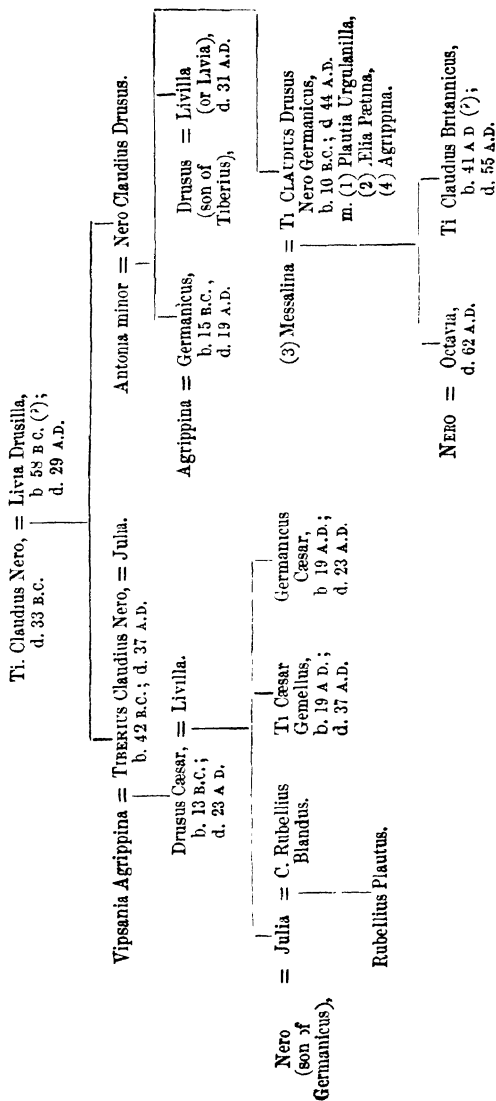 Ti. Claudius Nero, = Livia Drusilla,
d. 33 B.C.
b 58 B C. (?);
d. 29 A.D.
Vipsania Agrippina = TIBERIUS Claudius Nero, = Julia.
b. 42 B.C.; d. 37 A.D.
Antonia minor = Nero Claudius Drusus.
Drusus Cæsar, = Livilla.
b. 13 B.C.;
d. 23 A D.
Agrippina = Germanicus,
b. 15 B.C.,
d. 19 A.D.
Drusus = Livilla
(son of
Tiberius),
(or Livia),
d. 31 A.D.
Nero
(son of
Germanicus),
= Julia = C. Rubellius
Blandus.
Ti Cæsar
Gemellus,
b. 19 A D.;
d. 37 A.D.
Germanicus
Cæsar,
b 19 A.D.;
d. 23 A.D.
(3) Messalina = Ti CLAUDIUS Drusus
Nero Germanicus,
b. 10 B.C.; d 44 A.D.
m. (1) Plautia Urgulanilla,
(2) .Elia Pætina,
(4) Agrippina.
Rubellius Plautus.
NERO = Octavia,
d. 62 A.D.
Ti Claudius Britannicus,
b. 41 A D (?);
d. 55 A.D.